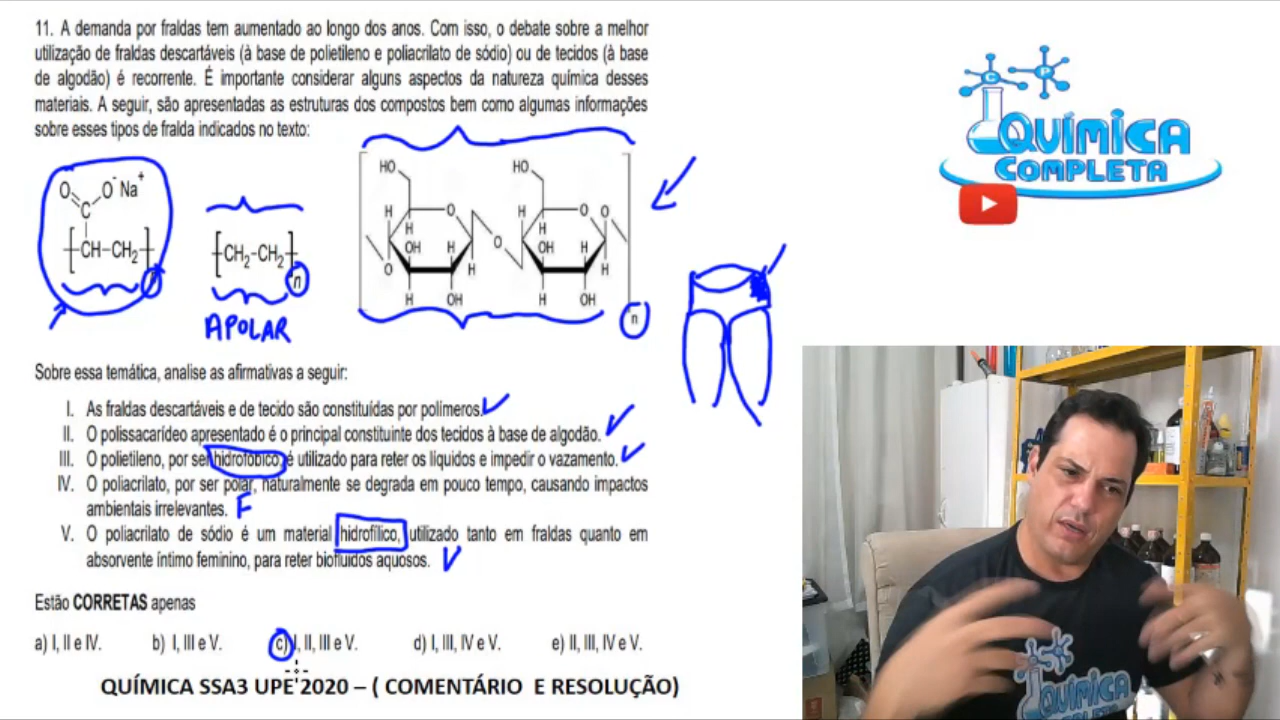 11. A demanda por fraldas tem aumentado ao longo dos anos. Com isso, o debate sobre a melhor
utilização de fraldas descartáveis (à base de polietileno e poliacrilato de sódio) ou de tecidos (à base
de algodão) é recorrente. É importante considerar alguns aspectos da natureza química desses
materiais. A seguir, são apresentadas as estruturas dos compostos bem como algumas informações
sobre esses tipos de fralda indicados no texto:
QUÍMICA
COMPLETA
O O⁻ Na⁺
C
CH–CH₂
CH₂–CH₂
n
APOLAR
HO HO
H O H O O
H H
OH H O OH H
O H H
H OH H OH
n
Sobre essa temática, analise as afirmativas a seguir:
I. As fraldas descartáveis e de tecido são constituídas por polímeros.
II. O polissacarídeo apresentado é o principal constituinte dos tecidos à base de algodão.
III. O polietileno, por ser hidrofóbico, é utilizado para reter os líquidos e impedir o vazamento.
IV. O poliacrilato, por ser polar, naturalmente se degrada em pouco tempo, causando impactos
ambientais irrelevantes. F
V. O poliacrilato de sódio é um material hidrofílico, utilizado tanto em fraldas quanto em
absorvente íntimo feminino, para reter biofluidos aquosos. V
Estão CORRETAS apenas
a) I, II e IV. b) I, III e V. c) I, II, III e V. d) I, III, IV e V. e) II, III, IV e V.
QUÍMICA SSA3 UPE 2020 – ( COMENTÁRIO E RESOLUÇÃO)
QUÍMICA
COMPLETA